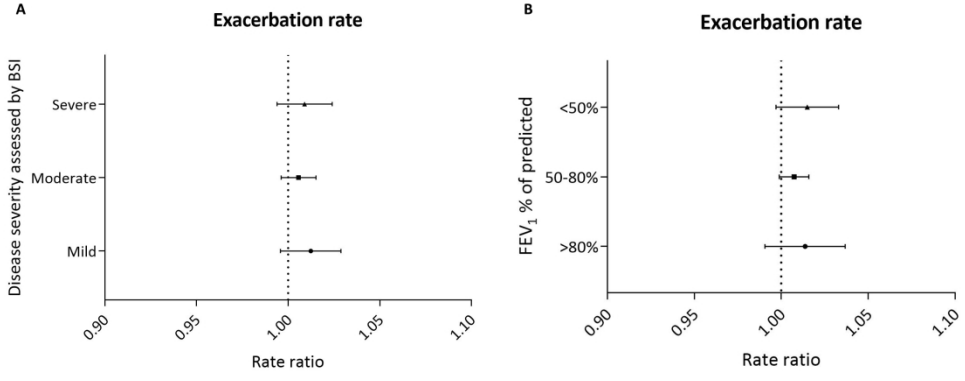 A
Exacerbation rate
Disease severity assessed by BSI
Severe
Moderate
Mild
0.90
0.95
1.00
1.05
1.10
Rate ratio
B
Exacerbation rate
FEV₁ % of predicted
<50%
50-80%
>80%
0.90
0.95
1.00
1.05
1.10
Rate ratio